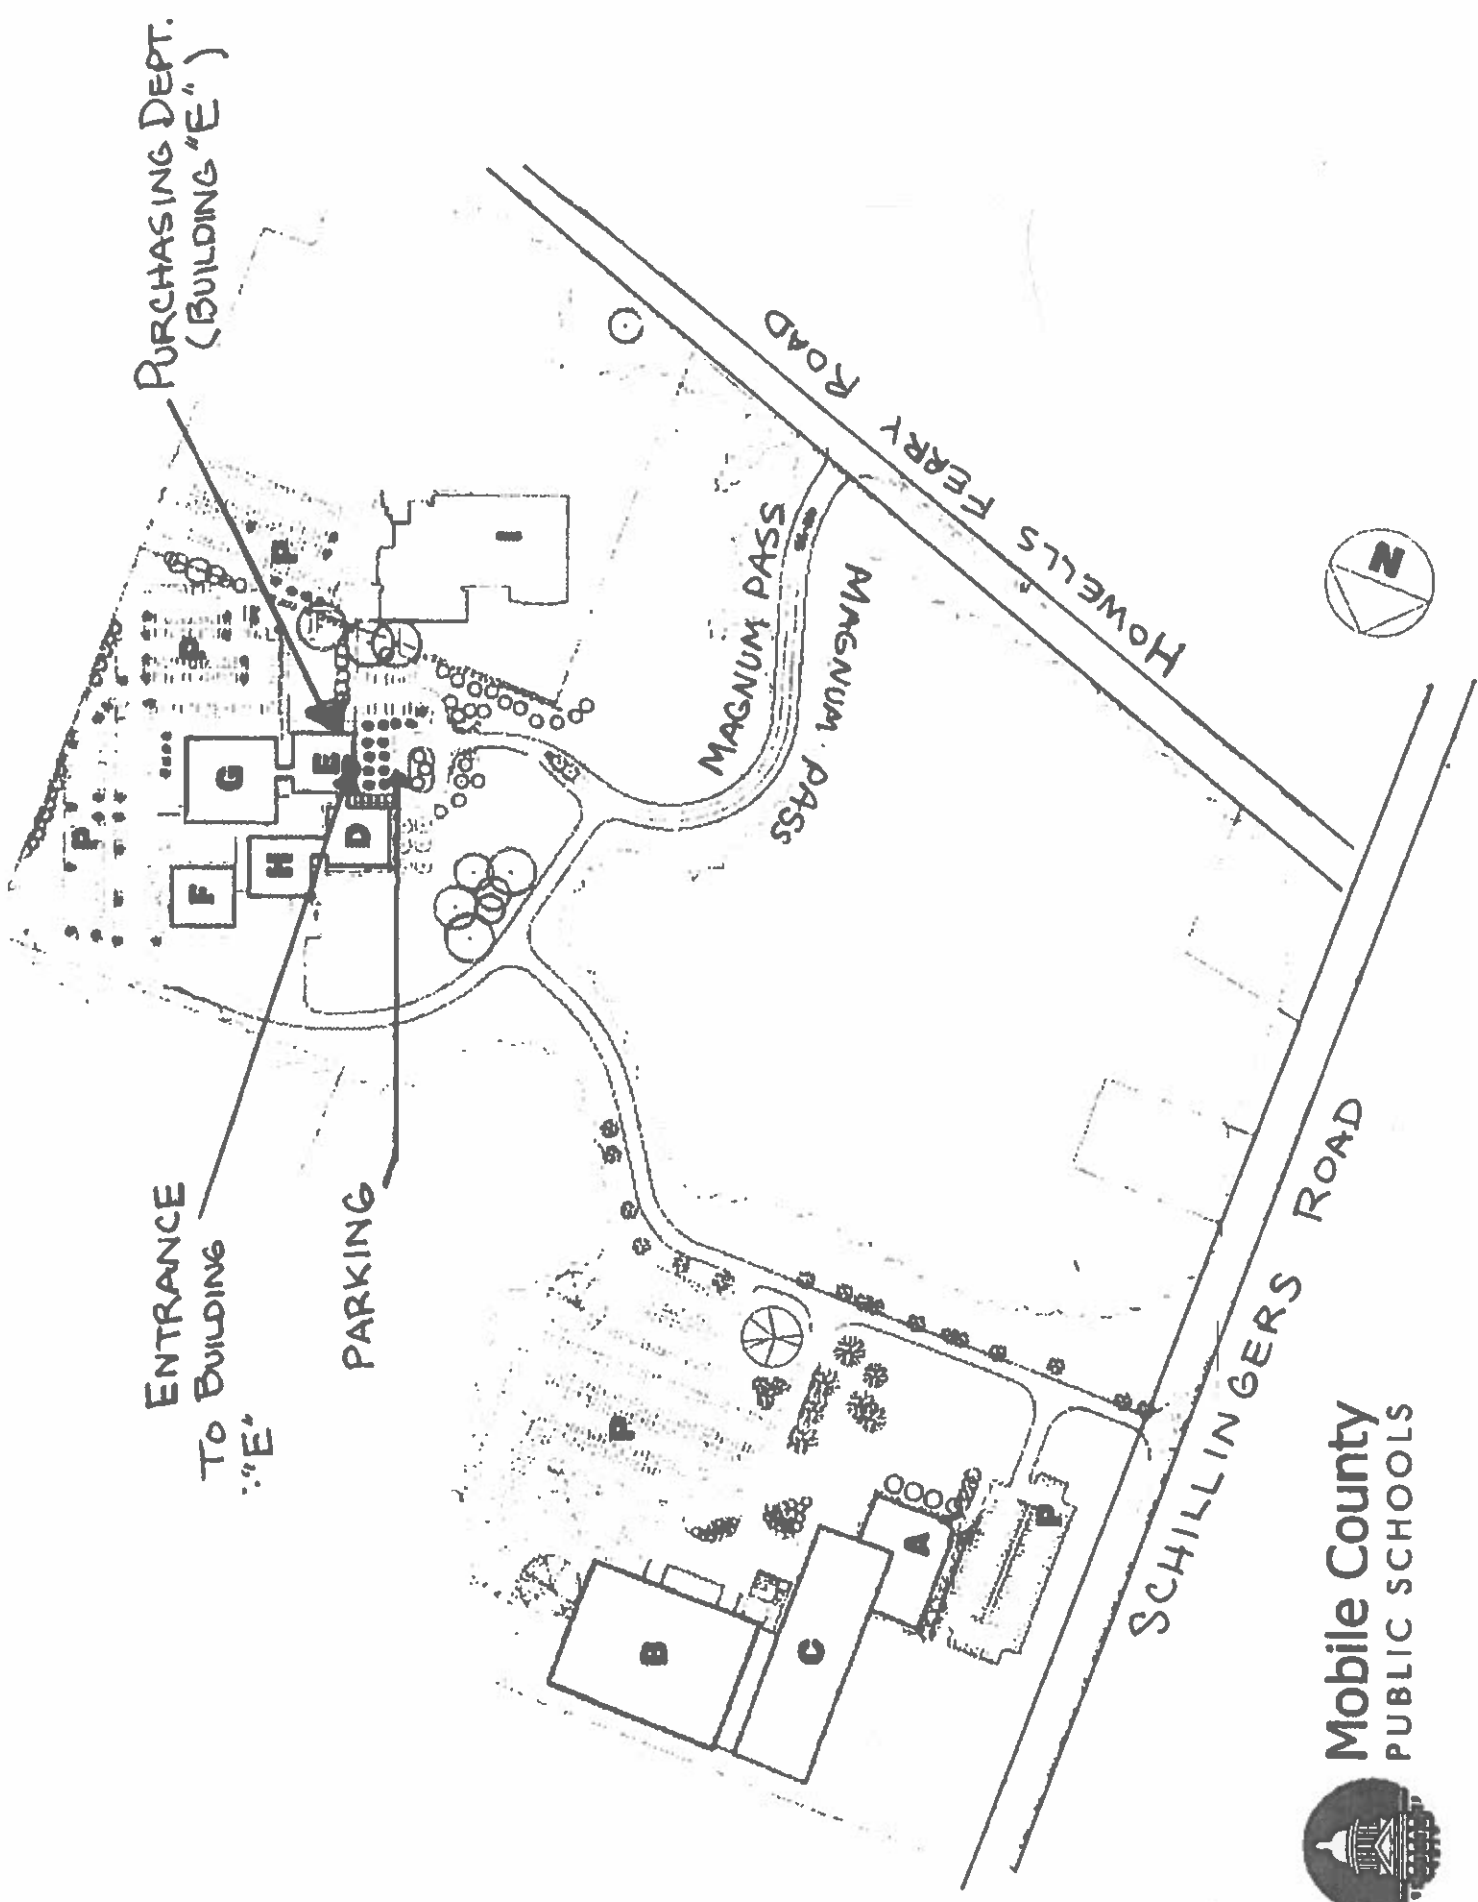 PURCHASING DEPT.
(BUILDING "E")
ENTRANCE
TO BUILDING
"E"
PARKING
P
P
P
G
E
F
H
D
I
MAGNUM PASS
MAGNUM PASS
HOWELLS FERRY ROAD
N
P
B
C
A
P
SCHILLINGERS ROAD
Mobile County
PUBLIC SCHOOLS